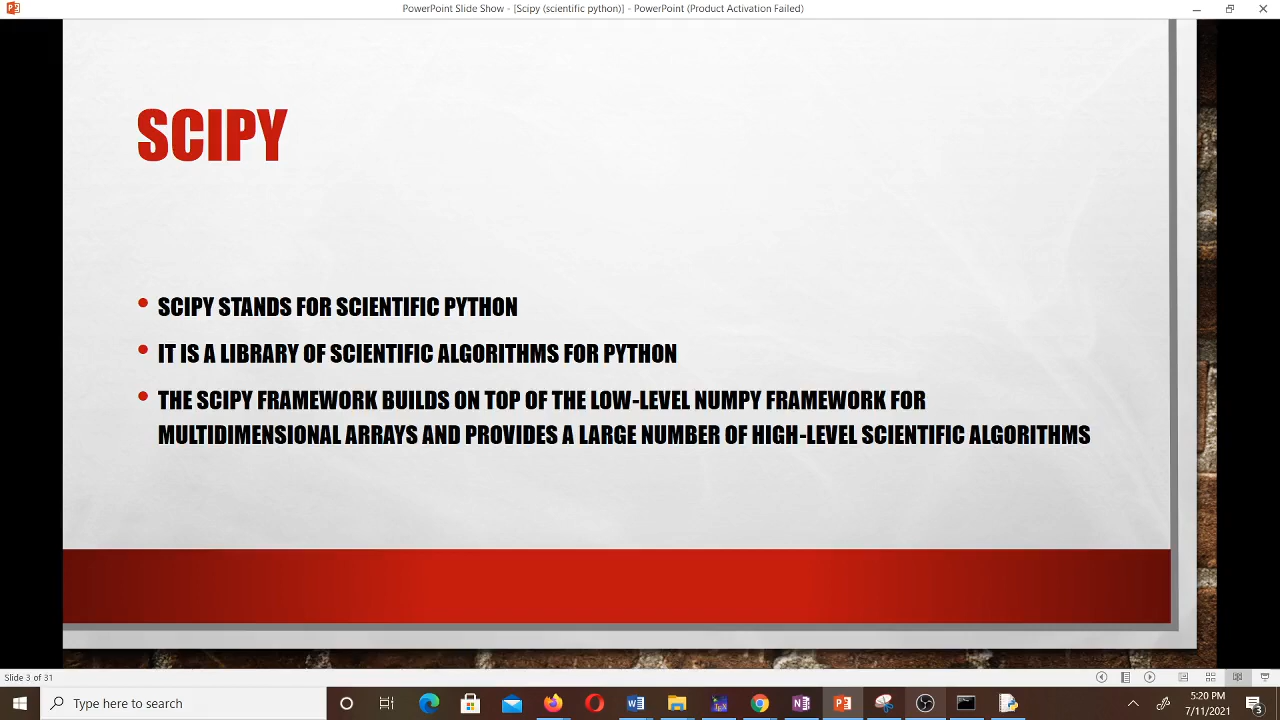 PowerPoint Slide Show - [Scipy (scientific python)] - PowerPoint (Product Activation Failed)
SCIPY
• SCIPY STANDS FOR SCIENTIFIC PYTHON
• IT IS A LIBRARY OF SCIENTIFIC ALGORITHMS FOR PYTHON
• THE SCIPY FRAMEWORK BUILDS ON TOP OF THE LOW-LEVEL NUMPY FRAMEWORK FOR
MULTIDIMENSIONAL ARRAYS AND PROVIDES A LARGE NUMBER OF HIGH-LEVEL SCIENTIFIC ALGORITHMS
Slide 3 of 31
Type here to search
5:20 PM
7/11/2021
3